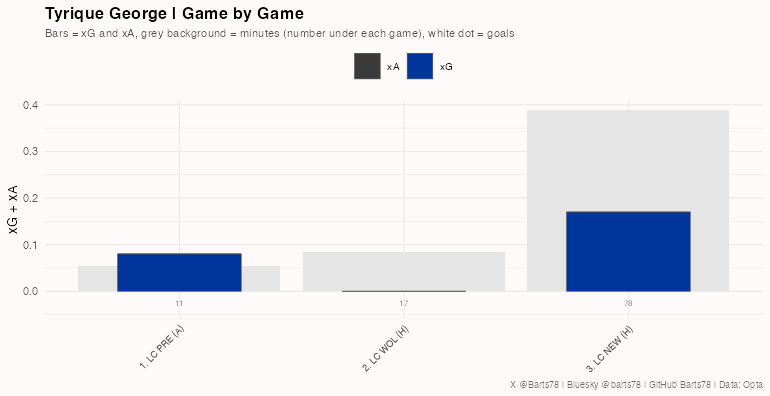 Tyrique George | Game by Game
Bars = xG and xA, grey background = minutes (number under each game), white dot = goals
xA xG
xG + xA
0.4
0.3
0.2
0.1
0.0
11 17 78
1. LC PRE (A) 2. LC WOL (H) 3. LC NEW (H)
X @Barts78 | Bluesky @barts78 | GitHub Barts78 | Data: Opta